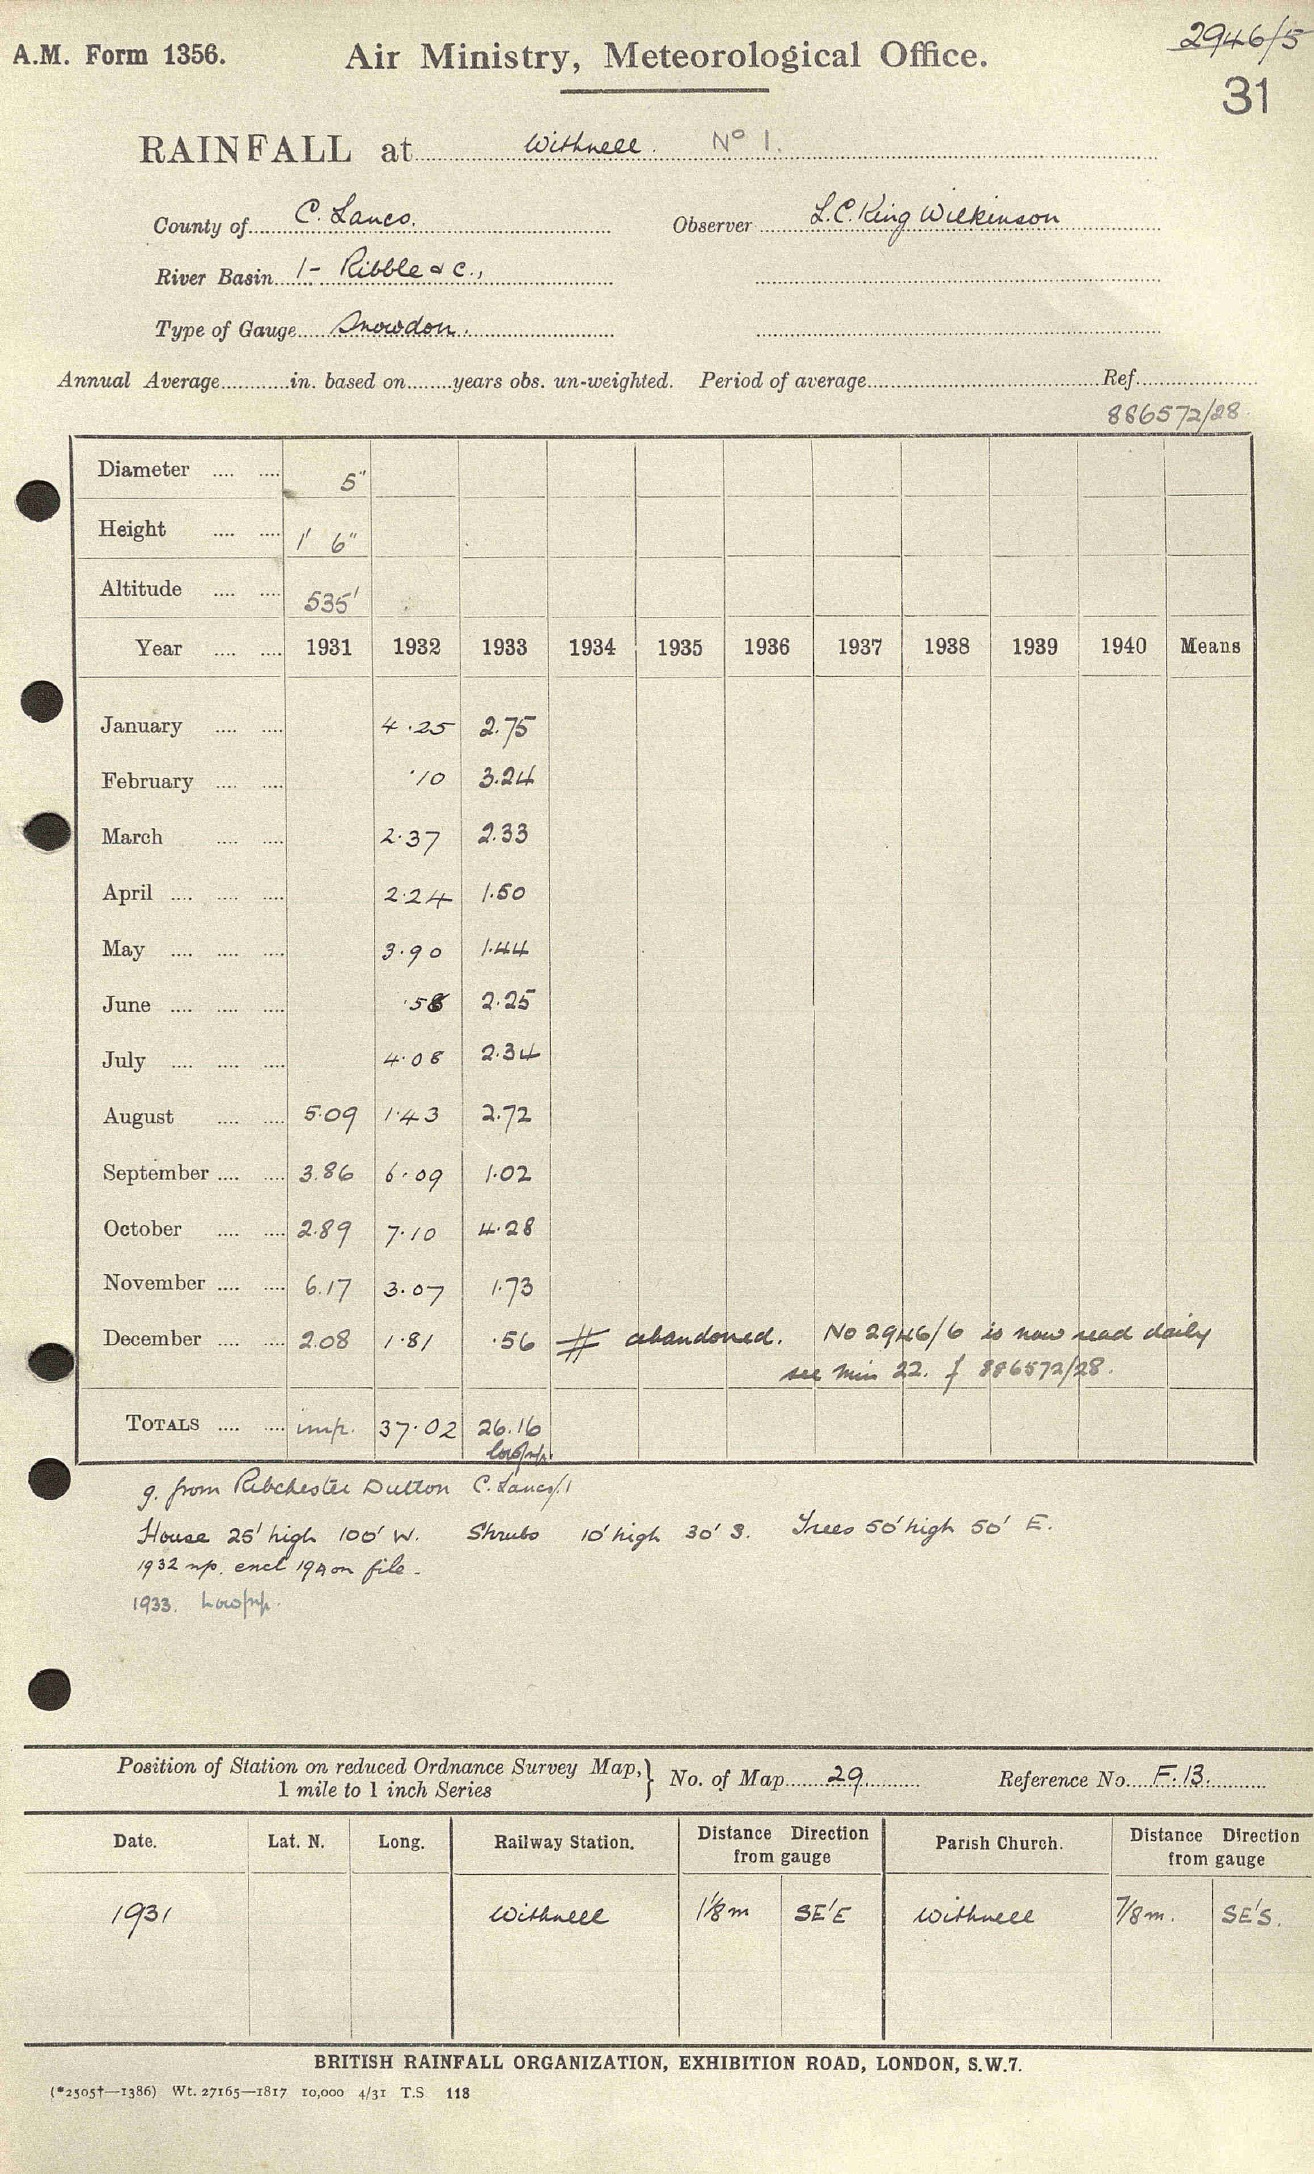 2946/5
A.M. Form 1356. Air Ministry, Meteorological Office.
31
RAINFALL at Withnell. No 1.
County of C. Lancs. Observer L.C. King Wilkinson
River Basin 1 - Ribble &c.,
Type of Gauge Snowdon.
Annual Average in. based on years obs. un-weighted. Period of average Ref.
886572/28.
Diameter 5"
Height 1' 6"
Altitude 535'
Year 1931 1932 1933 1934 1935 1936 1937 1938 1939 1940 Means
January 4.25 2.75
February .10 3.24
March 2.37 2.33
April 2.24 1.50
May 3.90 1.44
June .58 2.25
July 4.08 2.34
August 5.09 1.43 2.72
September 3.86 6.09 1.02
October 2.89 7.10 4.28
November 6.17 3.07 1.73
December 2.08 1.81 .56 abandoned. No 2946/6 is now read daily
see min 22. of 886572/28.
TOTALS imp. 37.02 26.16
low/np.
g. from Ribchester Dutton C. Lancs/1
House 25' high 100' W. Shrubs 10' high 30' S. Trees 50' high 50' E.
1932 np. encl 19A on file.
1933. Low/np.
Position of Station on reduced Ordnance Survey Map, } No. of Map 29 Reference No. F.13.
1 mile to 1 inch Series
Date. Lat. N. Long. Railway Station. Distance Direction Parish Church. Distance Direction
from gauge from gauge
1931 Withnell 1 1/8 m SE'E Withnell 7/8 m. SE'S.
BRITISH RAINFALL ORGANIZATION, EXHIBITION ROAD, LONDON, S.W.7.
(*2505†—1386) Wt. 27165—1817 10,000 4/31 T.S 118